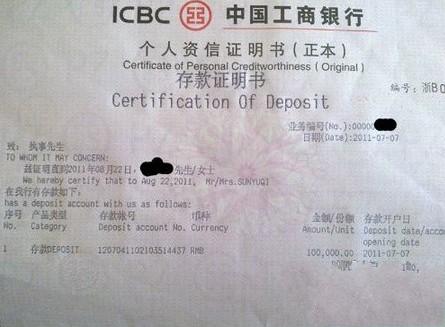 ICBC 中国工商银行
个人资信证明书（正本）
Certificate of Personal Creditworthiness ( Original )
存款证明书
Certification Of Deposit
编号：浙B0
业务编号(No.):00000
日期(Date):2011-07-07
致： 执事先生
TO WHOM IT MAY CONCERN:
兹证明直到2011年08月22日， 先生/女士
We hereby certify that to Aug 22,2011, Mr/Mrs.SUNYUQI
在我行有存款如下：
has a deposit account with us as follows:
序号 产品类型 存款帐号 币种 金额/份额 存款开户日
No. Category Deposit account No. Currency Amount/Unit Deposit date/accou
opening date
1 存款DEPOSIT 1207041102103514437 RMB 100,000.00 2011-07-07
100,